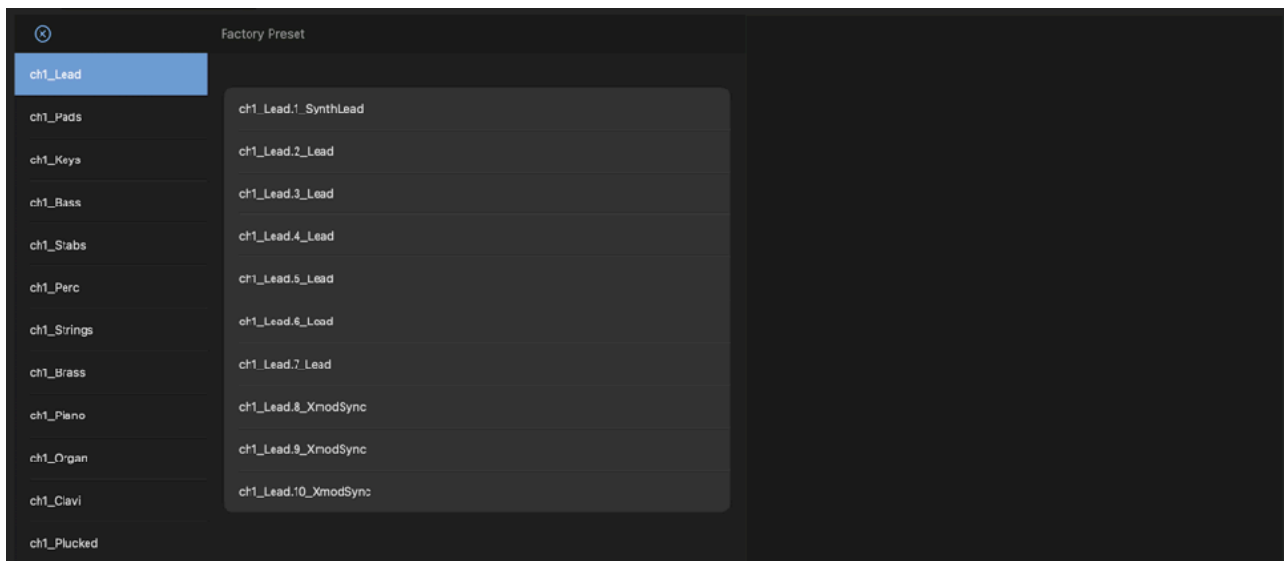 Factory Preset
ch1_Lead
ch1_Pads
ch1_Keys
ch1_Bass
ch1_Stabs
ch1_Perc
ch1_Strings
ch1_Brass
ch1_Piano
ch1_Organ
ch1_Clavi
ch1_Plucked
ch1_Lead.1_SynthLead
ch1_Lead.2_Lead
ch1_Lead.3_Lead
ch1_Lead.4_Lead
ch1_Lead.5_Lead
ch1_Lead.6_Lead
ch1_Lead.7_Lead
ch1_Lead.8_XmodSync
ch1_Lead.9_XmodSync
ch1_Lead.10_XmodSync